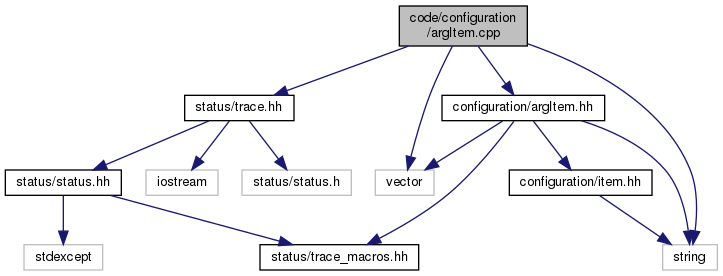 code/configuration
/argItem.cpp
status/trace.hh
configuration/argItem.hh
status/status.hh
iostream
status/status.h
vector
configuration/item.hh
stdexcept
status/trace_macros.hh
string